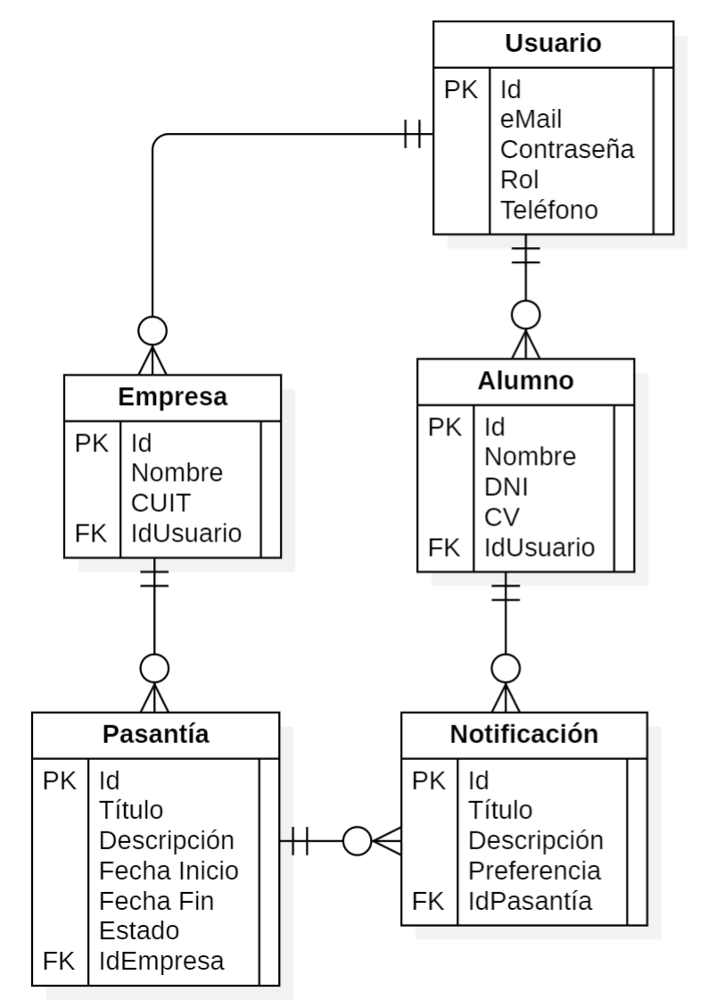 Usuario
PK Id
eMail
Contraseña
Rol
Teléfono
Empresa
PK Id
Nombre
CUIT
FK IdUsuario
Alumno
PK Id
Nombre
DNI
CV
FK IdUsuario
Pasantía
PK Id
Título
Descripción
Fecha Inicio
Fecha Fin
Estado
FK IdEmpresa
Notificación
PK Id
Título
Descripción
Preferencia
FK IdPasantía